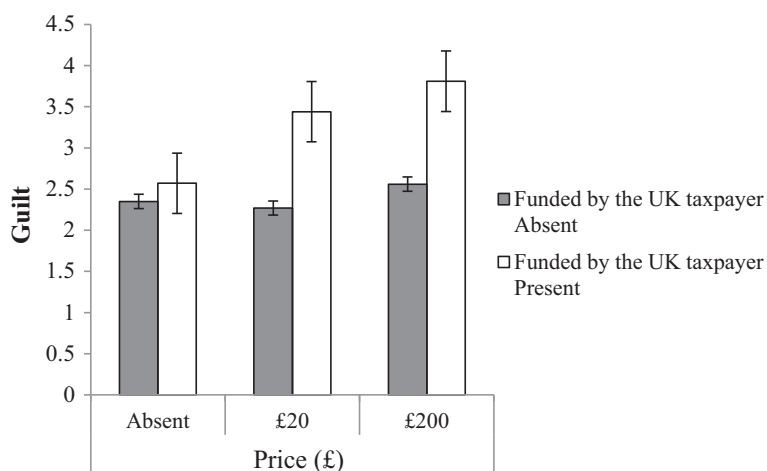 4.5
4
3.5
3
2.5
2
1.5
1
0.5
0
Guilt
Absent
£20
£200
Price (£)
Funded by the UK taxpayer
Absent
Funded by the UK taxpayer
Present